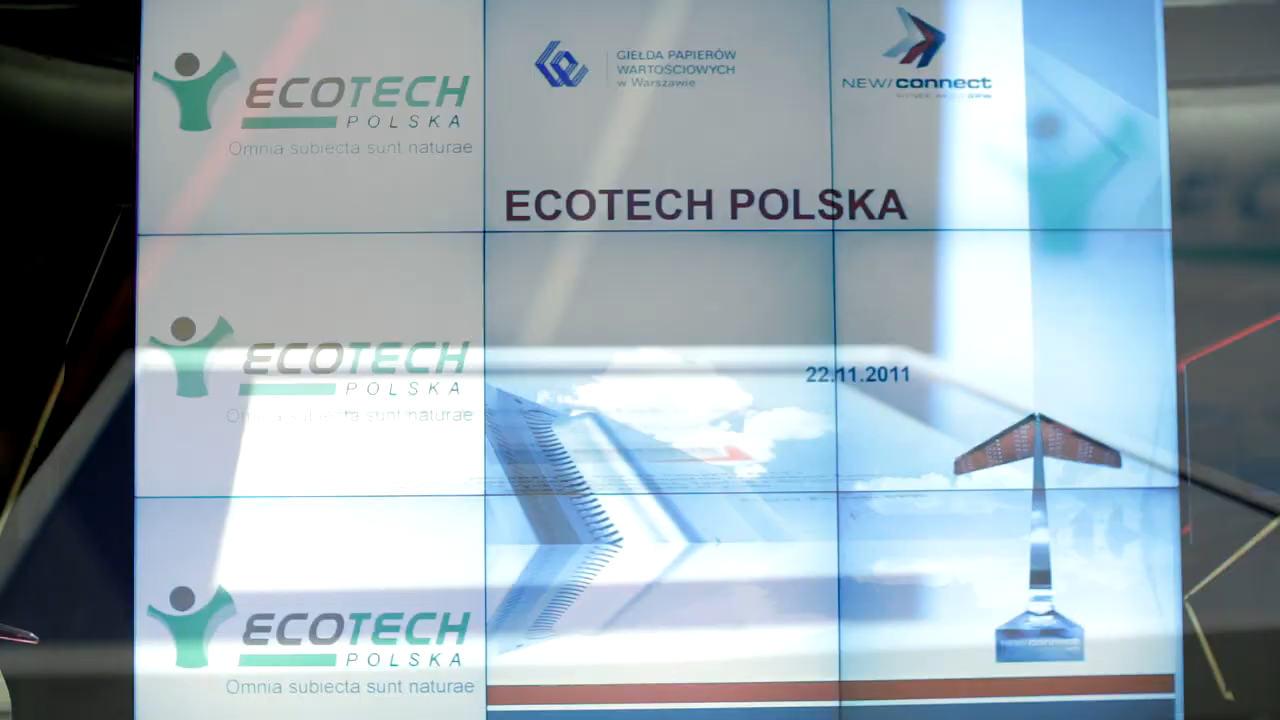 ECOTECH
POLSKA
Omnia subiecta sunt naturae
GIEŁDA PAPIERÓW
WARTOŚCIOWYCH
w Warszawie
NEW/connect
ECOTECH POLSKA
ECOTECH
POLSKA
Omnia subiecta sunt naturae
22.11.2011
ECOTECH
POLSKA
Omnia subiecta sunt naturae